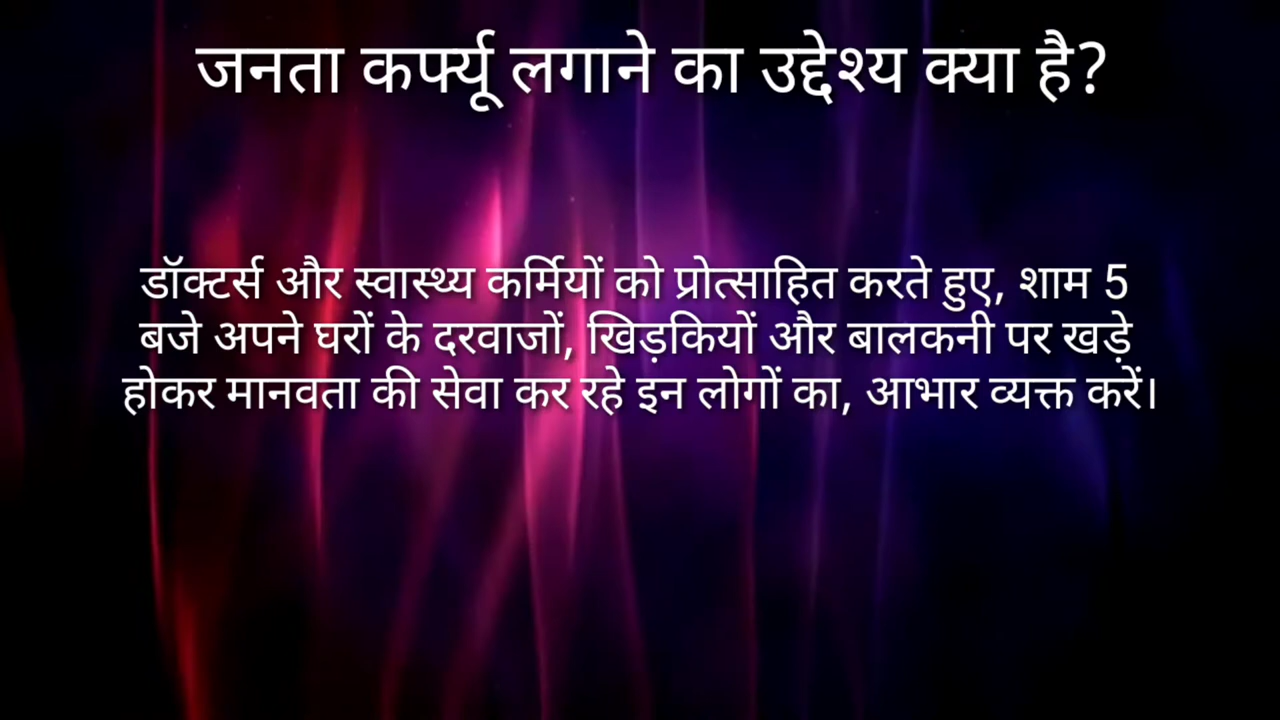 जनता कर्फ्यू लगाने का उद्देश्य क्या है?
डॉक्टर्स और स्वास्थ्य कर्मियों को प्रोत्साहित करते हुए, शाम 5
बजे अपने घरों के दरवाजों, खिड़कियों और बालकनी पर खड़े
होकर मानवता की सेवा कर रहे इन लोगों का, आभार व्यक्त करें।